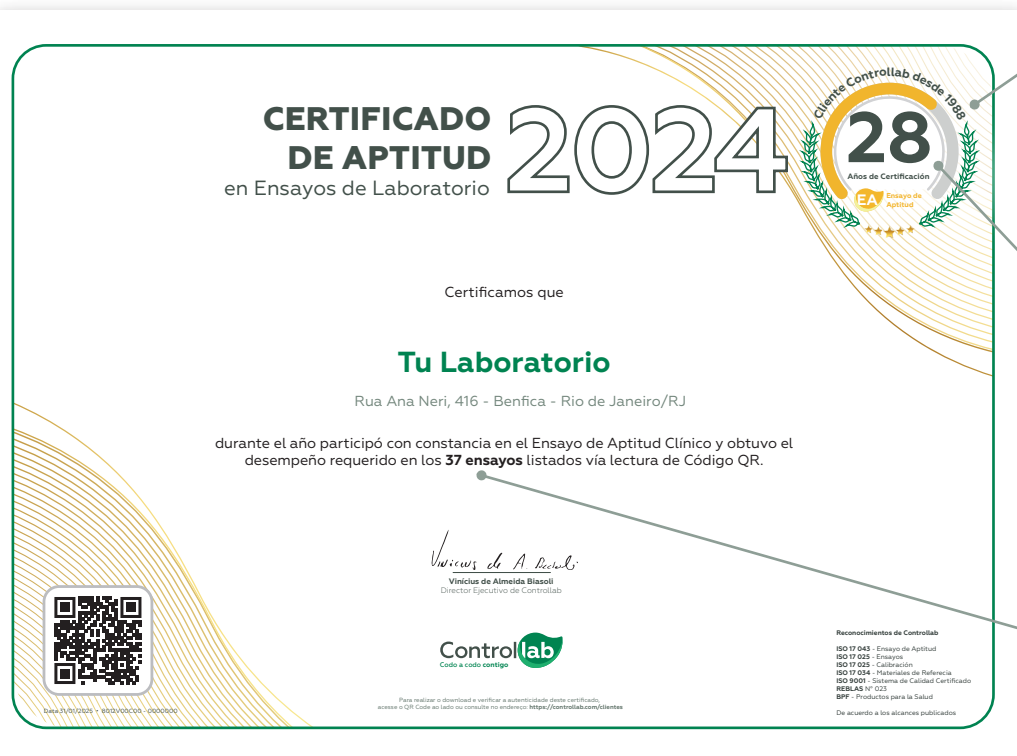 CERTIFICADO
DE APTITUD
en Ensayos de Laboratorio
2024
Cliente Controllab desde 1988
28
Años de Certificación
EA
Ensayo de
Aptitud
Certificamos que
Tu Laboratorio
Rua Ana Neri, 416 - Benfica - Rio de Janeiro/RJ
durante el año participó con constancia en el Ensayo de Aptitud Clínico y obtuvo el
desempeño requerido en los 37 ensayos listados vía lectura de Código QR.
Vinícius de Almeida Biasoli
Director Ejecutivo de Controllab
Controllab
Codo a codo contigo
Para realizar o download e verificar a autenticidade deste certificado,
acesse o QR Code ao lado ou consulte no endereço: https://controllab.com/clientes
Data 31/01/2025 • 8012V00C00 - 0000000
Reconocimientos de Controllab
ISO 17 043 - Ensayo de Aptitud
ISO 17 025 - Ensayos
ISO 17 025 - Calibración
ISO 17 034 - Materiales de Referecia
ISO 9001 - Sistema de Calidad Certificado
REBLAS Nº 023
BPF - Productos para la Salud
De acuerdo a los alcances publicados